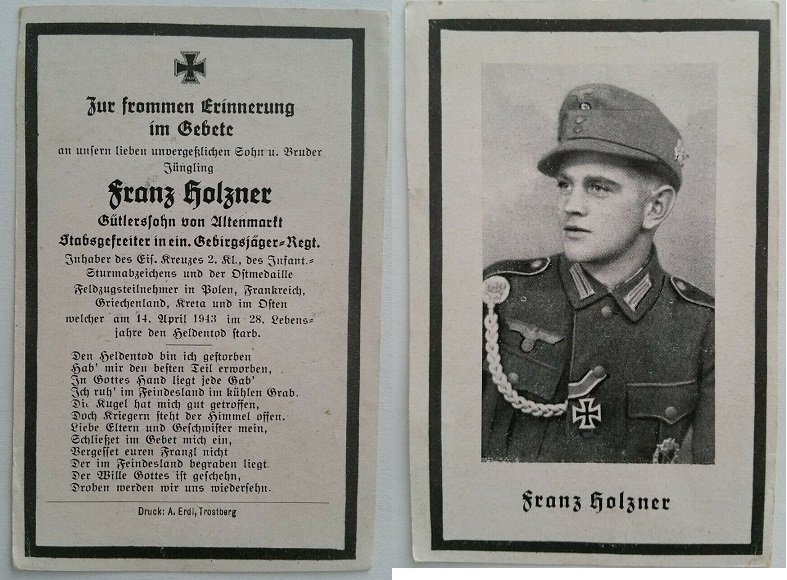 Zur frommen Erinnerung
im Gebete
an unsern lieben unvergeßlichen Sohn u. Bruder
Jüngling
Franz Holzner
Gütlerssohn von Altenmarkt
Stabsgefreiter in ein. Gebirgsjäger-Regt.
Inhaber des Eis. Kreuzes 2. Kl., des Infant.-
Sturmabzeichens und der Ostmedaille
Feldzugsteilnehmer in Polen, Frankreich,
Griechenland, Kreta und im Osten
welcher am 14. April 1943 im 28. Lebens-
jahre den Heldentod starb.
Den Heldentod bin ich gestorben
Hab' mir den besten Teil erworben,
In Gottes Hand liegt jede Gab'
Ich ruh' im Feindesland im kühlen Grab.
Die Kugel hat mich gut getroffen,
Doch Kriegern steht der Himmel offen.
Liebe Eltern und Geschwister mein,
Schließet im Gebet mich ein,
Vergesset euren Franzl nicht
Der im Feindesland begraben liegt.
Der Wille Gottes ist geschehn,
Droben werden wir uns wiedersehn.
Druck: A. Erdl, Trostberg
Franz Holzner